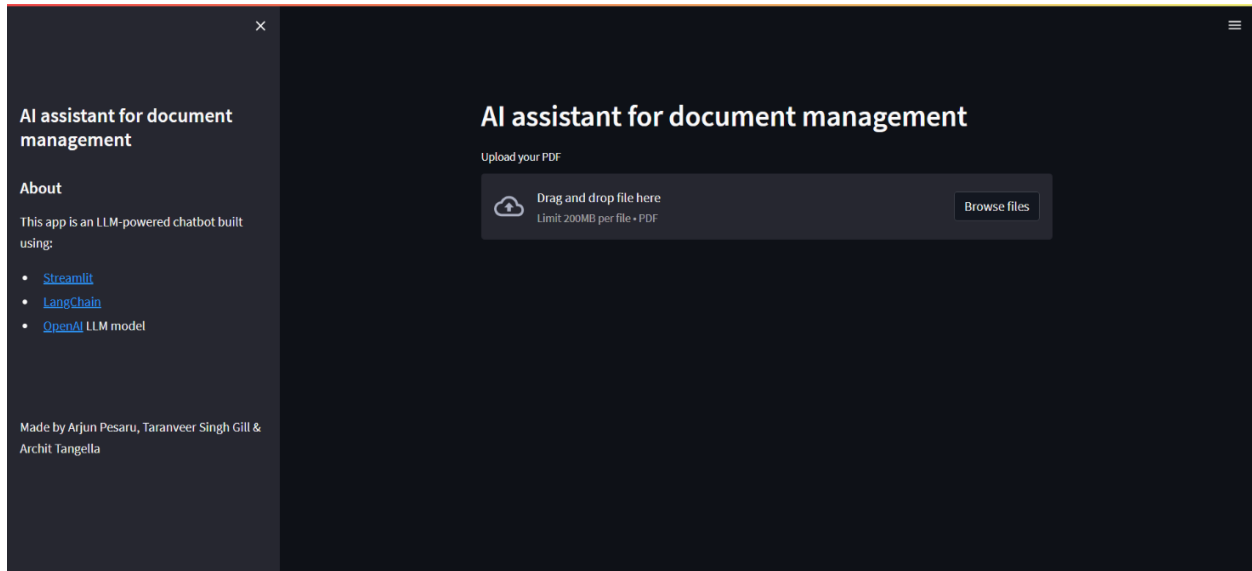 AI assistant for document
management
About
This app is an LLM-powered chatbot built
using:
• Streamlit
• LangChain
• OpenAI LLM model
Made by Arjun Pesaru, Taranveer Singh Gill &
Archit Tangella
AI assistant for document management
Upload your PDF
Drag and drop file here
Limit 200MB per file • PDF
Browse files